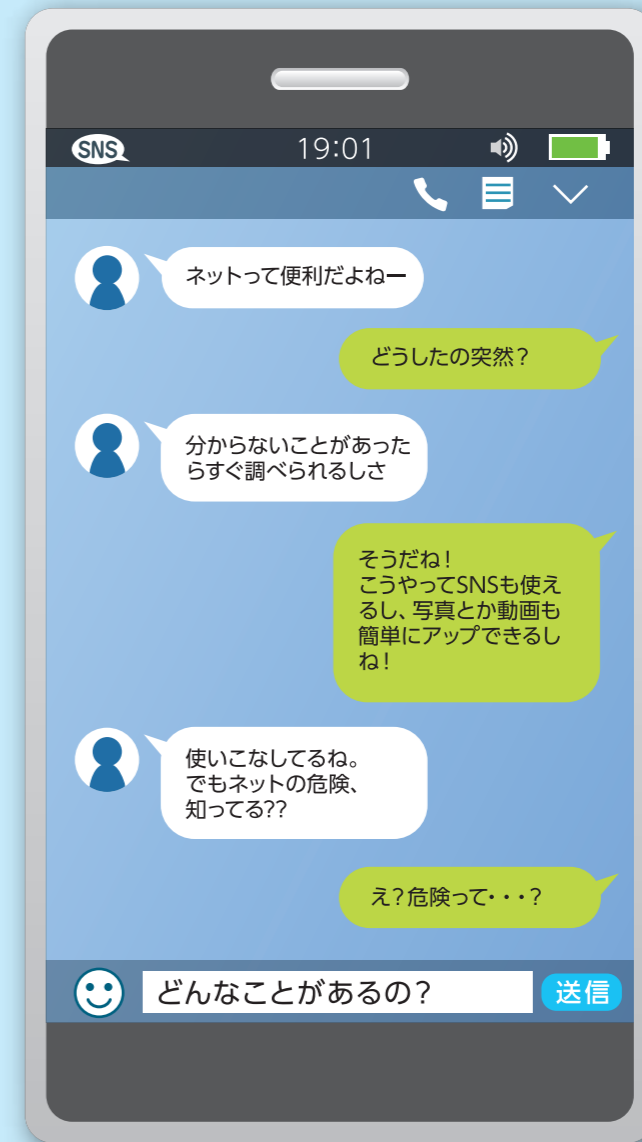 SNS 19:01
ネットって便利だよねー
どうしたの突然？
分からないことがあった
らすぐ調べられるしさ
そうだね！
こうやってSNSも使え
るし、写真とか動画も
簡単にアップできるし
ね！
使いこなしてるね。
でもネットの危険、
知ってる??
え？危険って・・・？
どんなことがあるの？ 送信